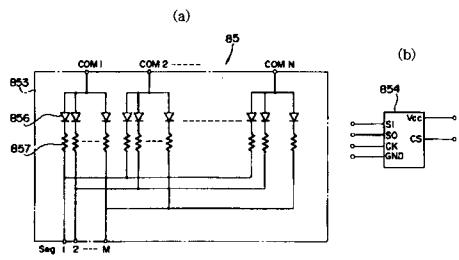 (a)
85
COM 1 COM 2 COM N
853
856
857
Seg 1 2 M
(b)
854
SI Vcc
SO CS
CK
GND